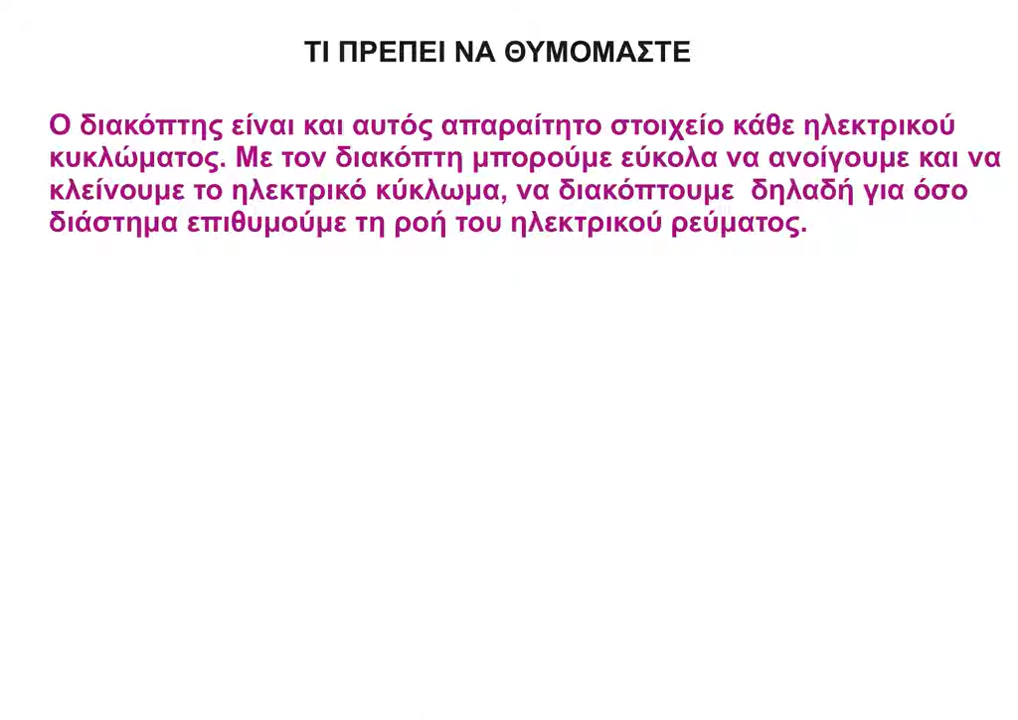 ΤΙ ΠΡΕΠΕΙ ΝΑ ΘΥΜΟΜΑΣΤΕ
Ο διακόπτης είναι και αυτός απαραίτητο στοιχείο κάθε ηλεκτρικού
κυκλώματος. Με τον διακόπτη μπορούμε εύκολα να ανοίγουμε και να
κλείνουμε το ηλεκτρικό κύκλωμα, να διακόπτουμε  δηλαδή για όσο
διάστημα επιθυμούμε τη ροή του ηλεκτρικού ρεύματος.